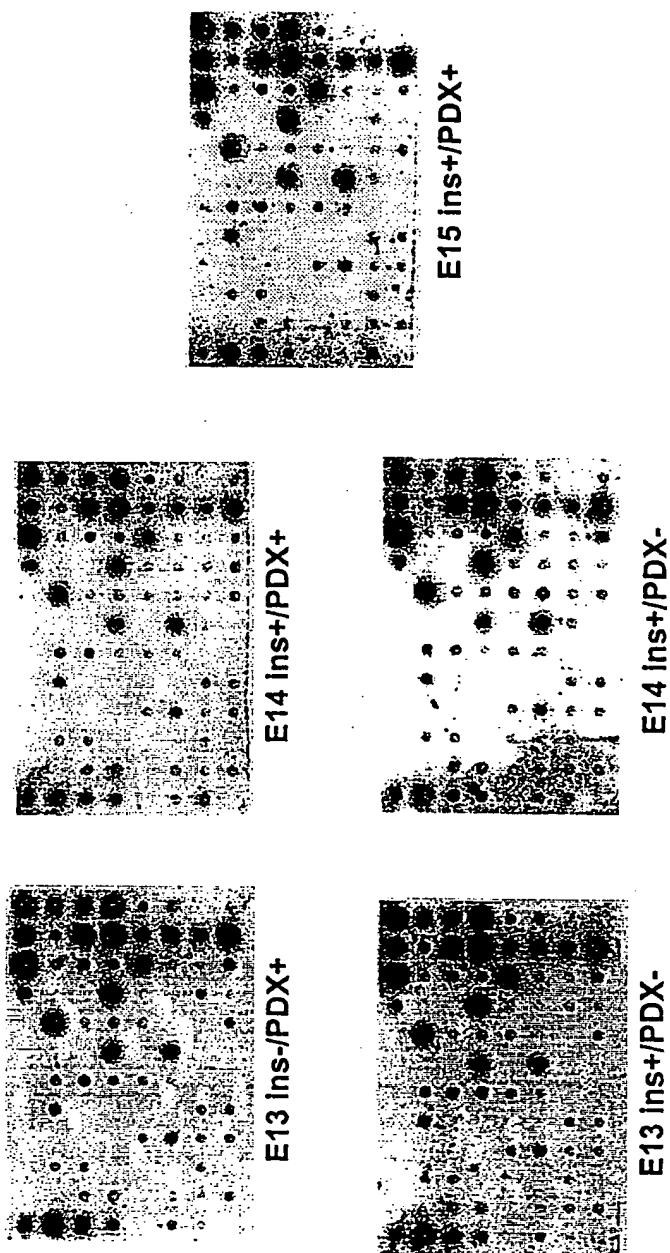 E13 ins-/PDX+
E14 ins+/PDX+
E15 ins+/PDX+
E13 ins+/PDX-
E14 ins+/PDX-